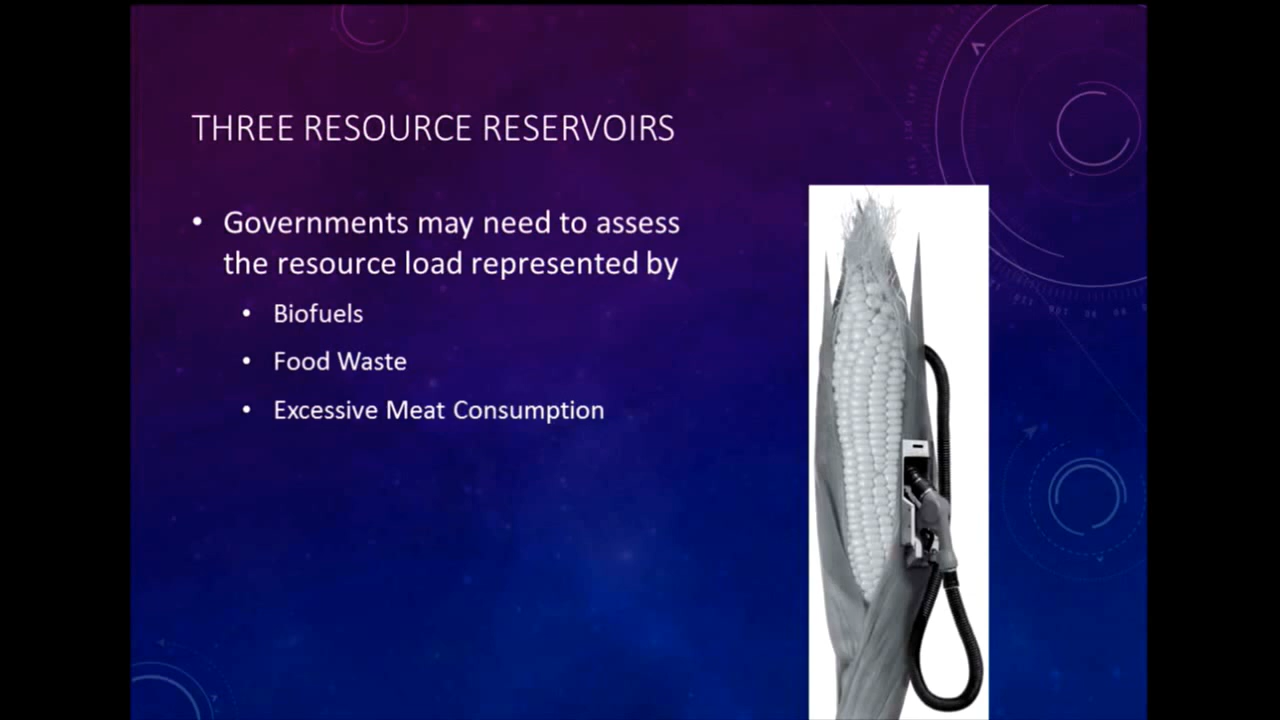 THREE RESOURCE RESERVOIRS
• Governments may need to assess
the resource load represented by
• Biofuels
• Food Waste
• Excessive Meat Consumption